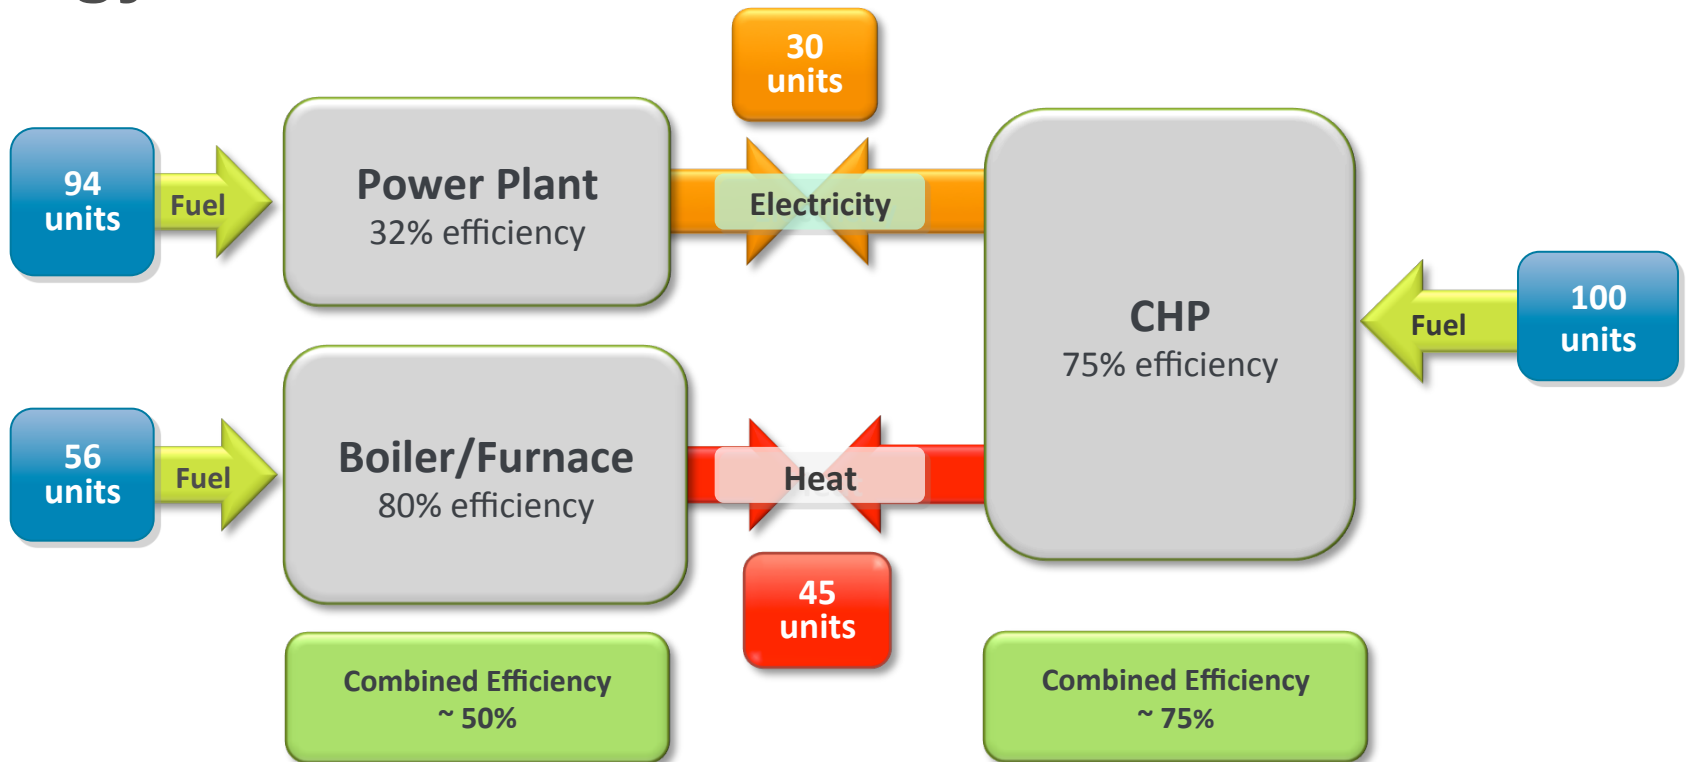 30
units
94
units
Fuel
Power Plant
32% efficiency
Electricity
CHP
75% efficiency
Fuel
100
units
56
units
Fuel
Boiler/Furnace
80% efficiency
Heat
45
units
Combined Efficiency
~ 50%
Combined Efficiency
~ 75%